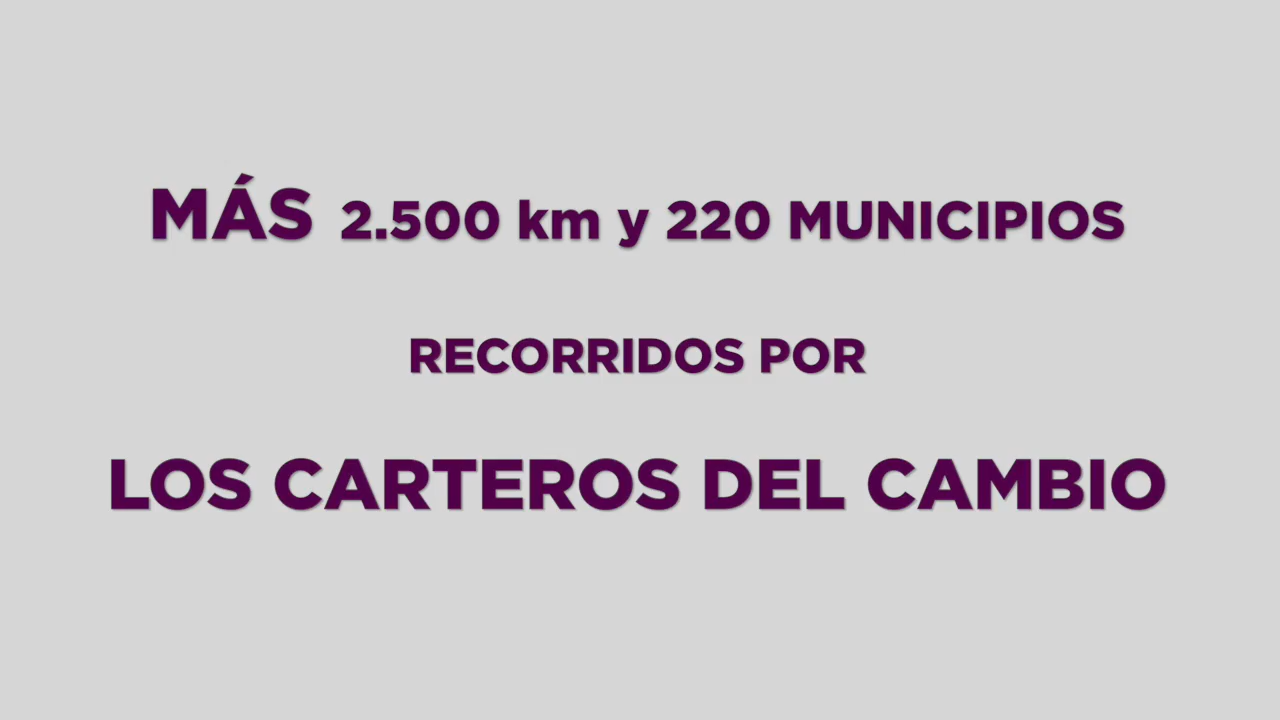 MÁS 2.500 km y 220 MUNICIPIOS
RECORRIDOS POR
LOS CARTEROS DEL CAMBIO